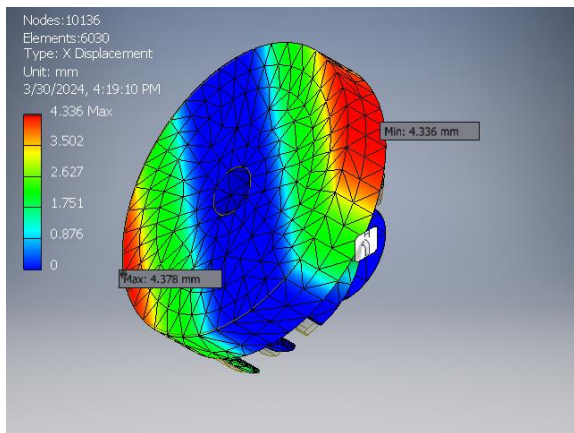 Nodes:10136
Elements:6030
Type: X Displacement
Unit: mm
3/30/2024, 4:19:10 PM
4.336 Max
3.502
2.627
1.751
0.876
0
Min: 4.336 mm
Max: 4.378 mm